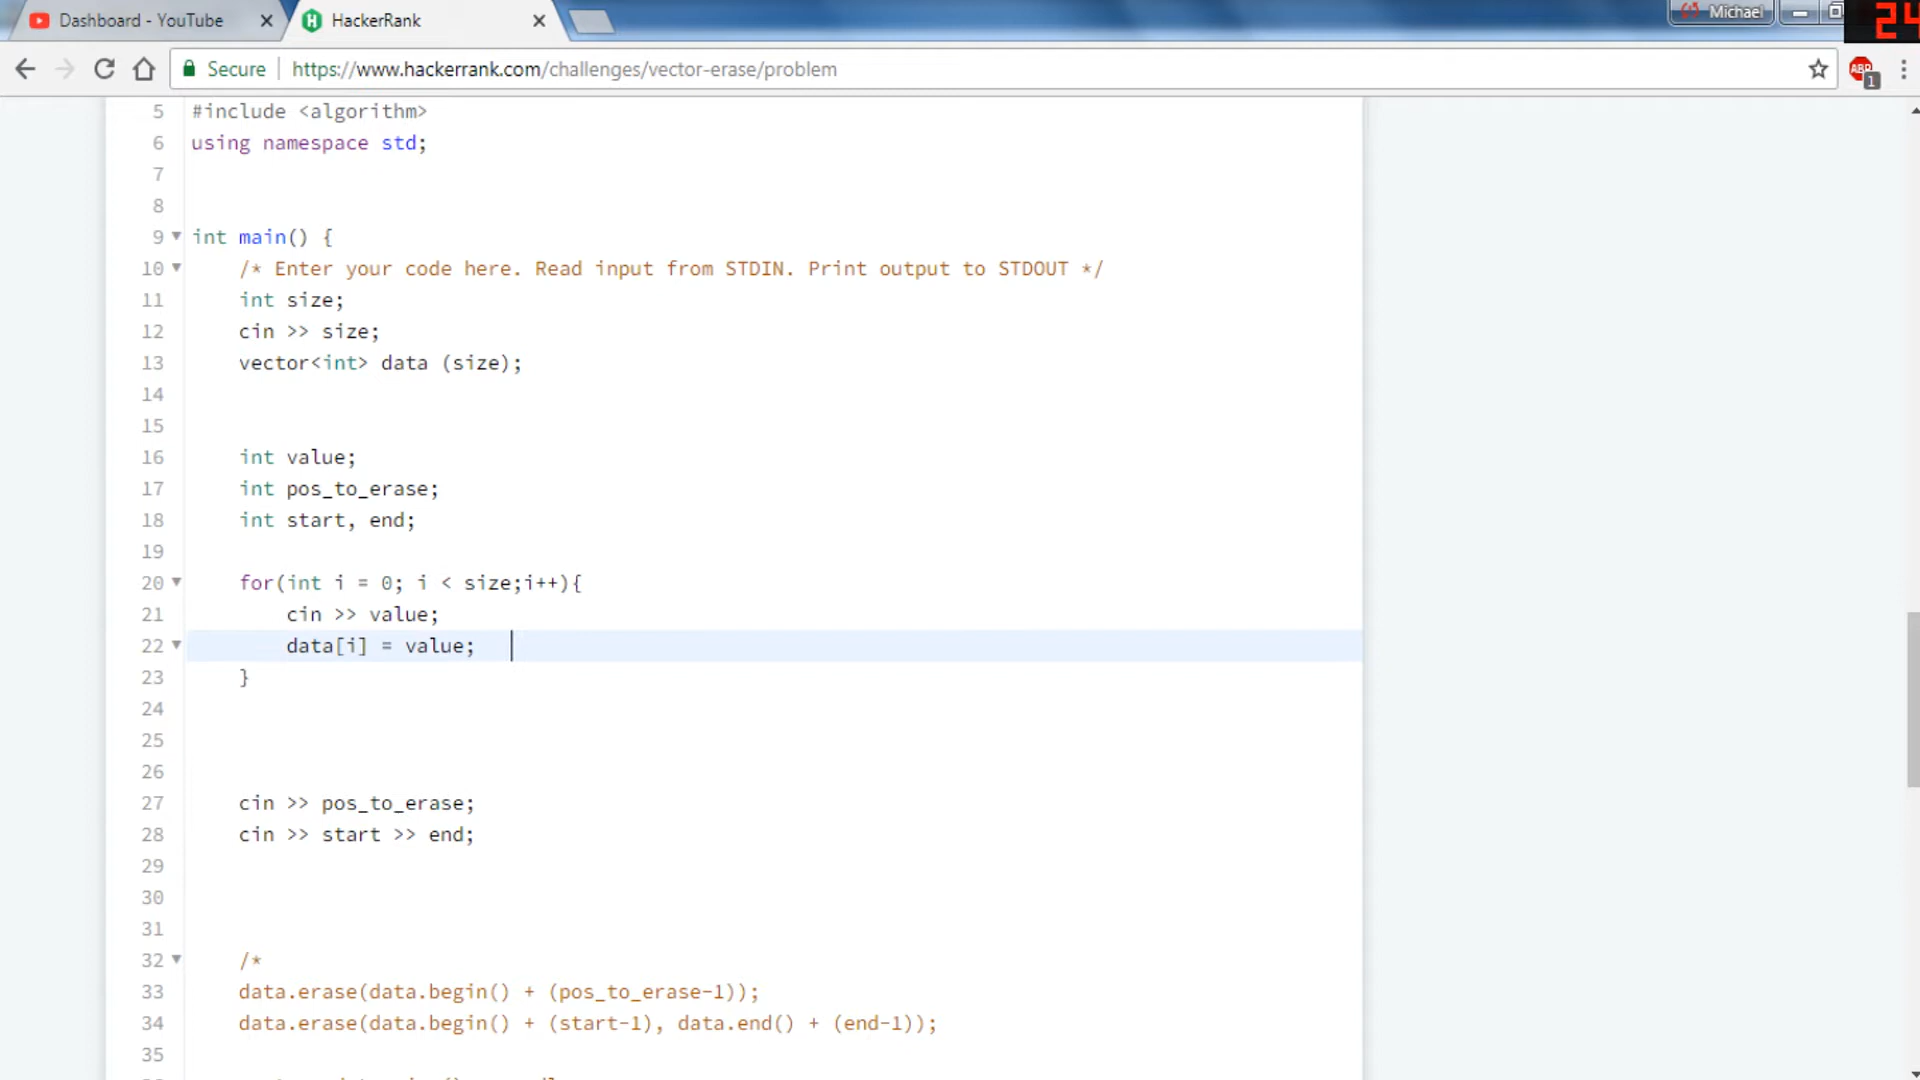 Dashboard - YouTube
HackerRank
Michael
24
Secure
https://www.hackerrank.com/challenges/vector-erase/problem
ABP
1
5 #include <algorithm>
6 using namespace std;
7
8
9 int main() {
10 /* Enter your code here. Read input from STDIN. Print output to STDOUT */
11 int size;
12 cin >> size;
13 vector<int> data (size);
14
15
16 int value;
17 int pos_to_erase;
18 int start, end;
19
20 for(int i = 0; i < size;i++){
21 cin >> value;
22 data[i] = value;
23 }
24
25
26
27 cin >> pos_to_erase;
28 cin >> start >> end;
29
30
31
32 /*
33 data.erase(data.begin() + (pos_to_erase-1));
34 data.erase(data.begin() + (start-1), data.end() + (end-1));
35